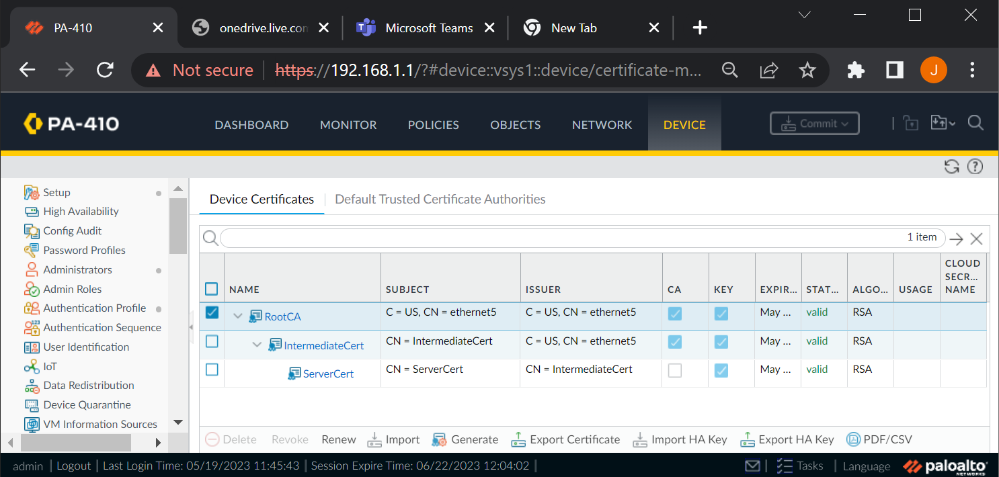 PA-410
onedrive.live.con
Microsoft Teams
New Tab
Not secure https://192.168.1.1/?#device::vsys1::device/certificate-m...
J
PA-410
DASHBOARD MONITOR POLICIES OBJECTS NETWORK DEVICE
Commit
Setup
High Availability
Config Audit
Password Profiles
Administrators
Admin Roles
Authentication Profile
Authentication Sequence
User Identification
IoT
Data Redistribution
Device Quarantine
VM Information Sources
Device Certificates Default Trusted Certificate Authorities
1 item
NAME SUBJECT ISSUER CA KEY EXPIR... STAT... ALGO... USAGE CLOUD SECR... NAME
RootCA C = US, CN = ethernet5 C = US, CN = ethernet5 May ... valid RSA
IntermediateCert CN = IntermediateCert C = US, CN = ethernet5 May ... valid RSA
ServerCert CN = ServerCert CN = IntermediateCert May ... valid RSA
Delete Revoke Renew Import Generate Export Certificate Import HA Key Export HA Key PDF/CSV
admin | Logout | Last Login Time: 05/19/2023 11:45:43 | Session Expire Time: 06/22/2023 12:04:02 |
Tasks | Language paloalto NETWORKS